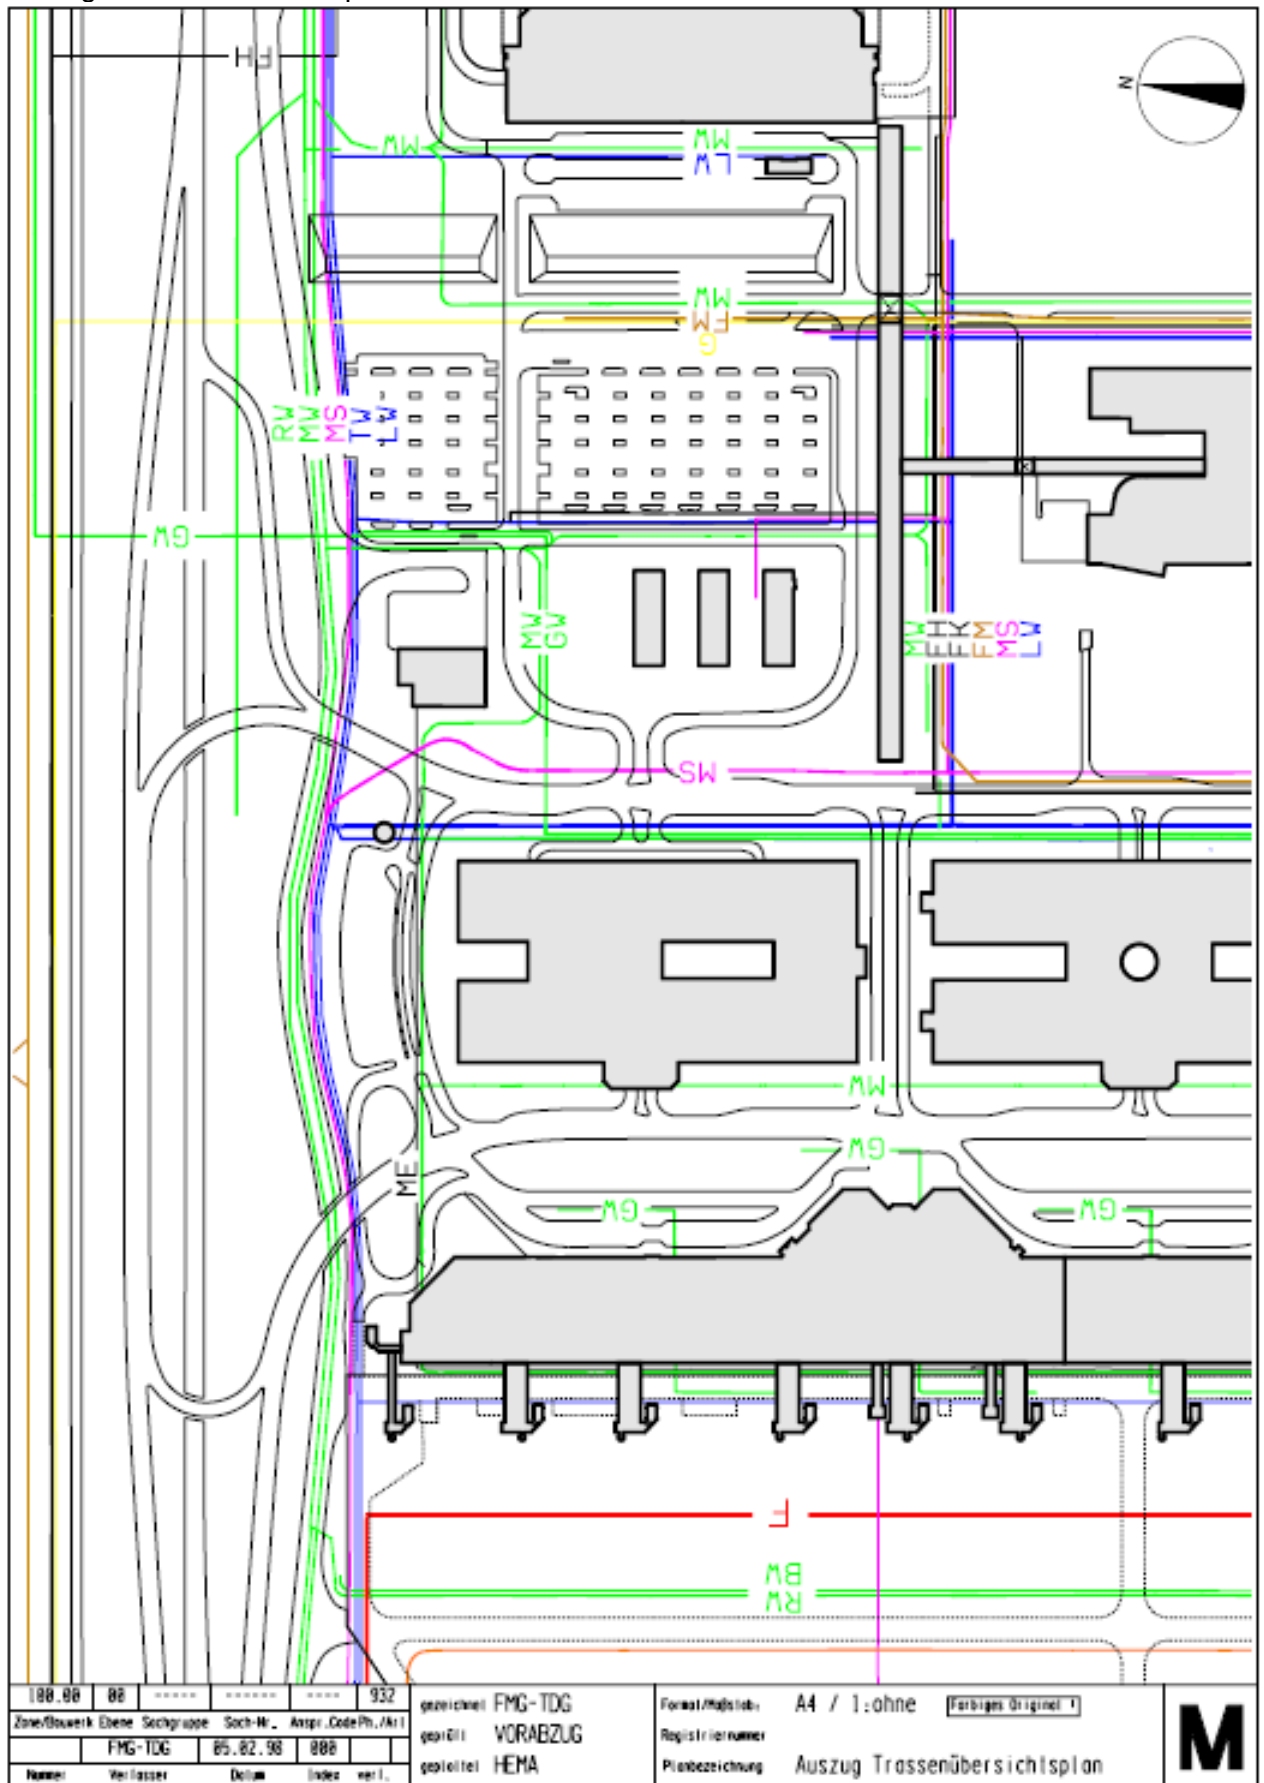 FH
N
MW
MW
LW
MW
FM
G
RW
MW
MS
TW
LW
GW
MW
GW
MW
FH
FK
FM
MS
LW
MS
MW
GW
ME
GW
GW
F
BW
RW
100.00 00 ----- ------ ---- 932
Zone/Bauwerk Ebene Sachgruppe Sach-Nr. Anspr.Code Ph./Art
FMG-TDG 05.02.98 000
Nummer Verfasser Datum Index verf.
gezeichnet FMG-TDG
geprüft VORABZUG
geplottet HEMA
Format/Maßstab: A4 / 1:ohne Farbiges Original !
Registriernummer
Planbezeichnung Auszug Trassenübersichtsplan
M